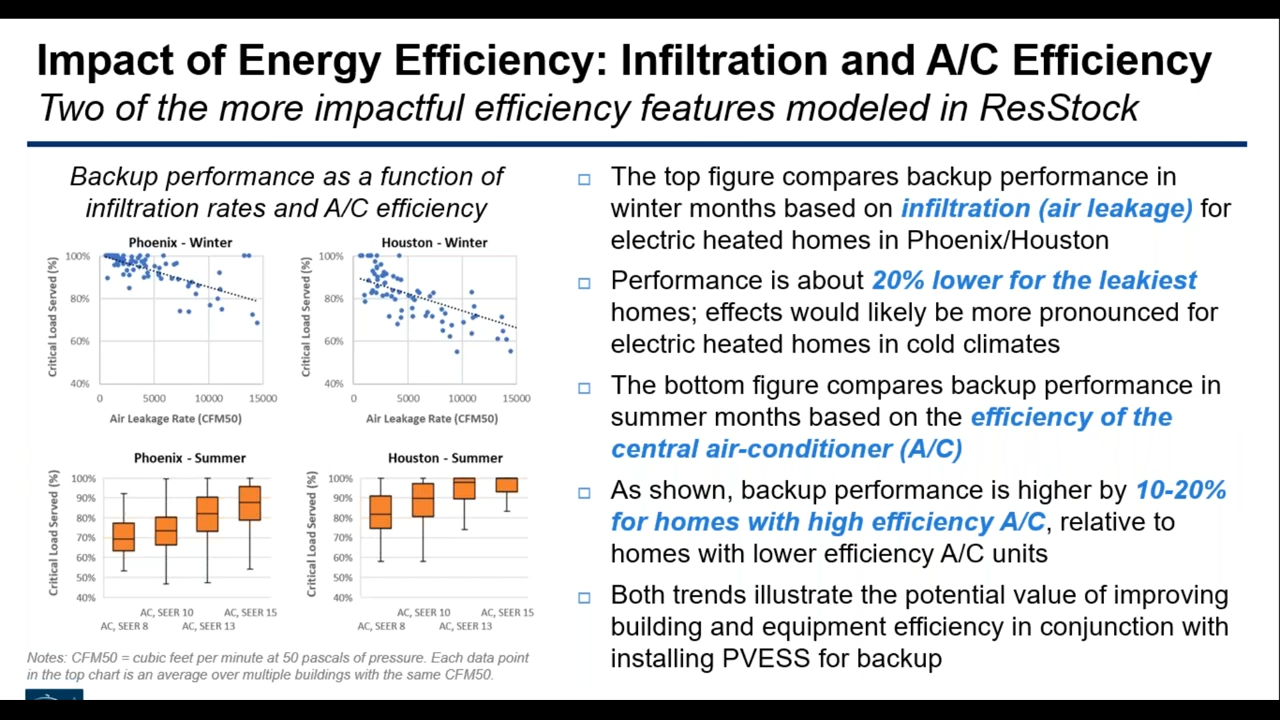 Impact of Energy Efficiency: Infiltration and A/C Efficiency
Two of the more impactful efficiency features modeled in ResStock
Backup performance as a function of
infiltration rates and A/C efficiency
Phoenix - Winter
Critical Load Served (%)
100%
80%
60%
40%
0 5000 10000 15000
Air Leakage Rate (CFM50)
Houston - Winter
Critical Load Served (%)
100%
80%
60%
40%
0 5000 10000 15000
Air Leakage Rate (CFM50)
Phoenix - Summer
Critical Load Served (%)
100%
90%
80%
70%
60%
50%
40%
AC, SEER 10 AC, SEER 15
AC, SEER 8 AC, SEER 13
Houston - Summer
Critical Load Served (%)
100%
90%
80%
70%
60%
50%
40%
AC, SEER 10 AC, SEER 15
AC, SEER 8 AC, SEER 13
Notes: CFM50 = cubic feet per minute at 50 pascals of pressure. Each data point
in the top chart is an average over multiple buildings with the same CFM50.
The top figure compares backup performance in
winter months based on infiltration (air leakage) for
electric heated homes in Phoenix/Houston
Performance is about 20% lower for the leakiest
homes; effects would likely be more pronounced for
electric heated homes in cold climates
The bottom figure compares backup performance in
summer months based on the efficiency of the
central air-conditioner (A/C)
As shown, backup performance is higher by 10-20%
for homes with high efficiency A/C, relative to
homes with lower efficiency A/C units
Both trends illustrate the potential value of improving
building and equipment efficiency in conjunction with
installing PVESS for backup